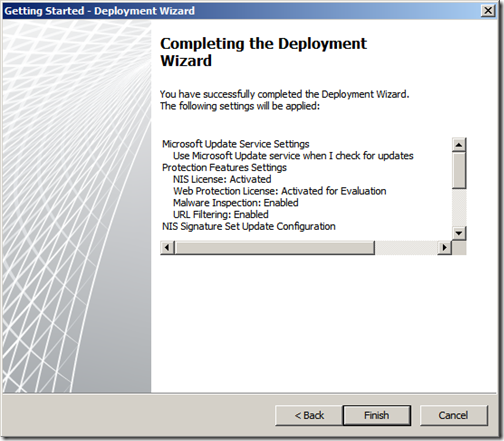 Getting Started - Deployment Wizard
Completing the Deployment
Wizard
You have successfully completed the Deployment Wizard.
The following settings will be applied:
Microsoft Update Service Settings
Use Microsoft Update service when I check for updates
Protection Features Settings
NIS License: Activated
Web Protection License: Activated for Evaluation
Malware Inspection: Enabled
URL Filtering: Enabled
NIS Signature Set Update Configuration
< Back
Finish
Cancel